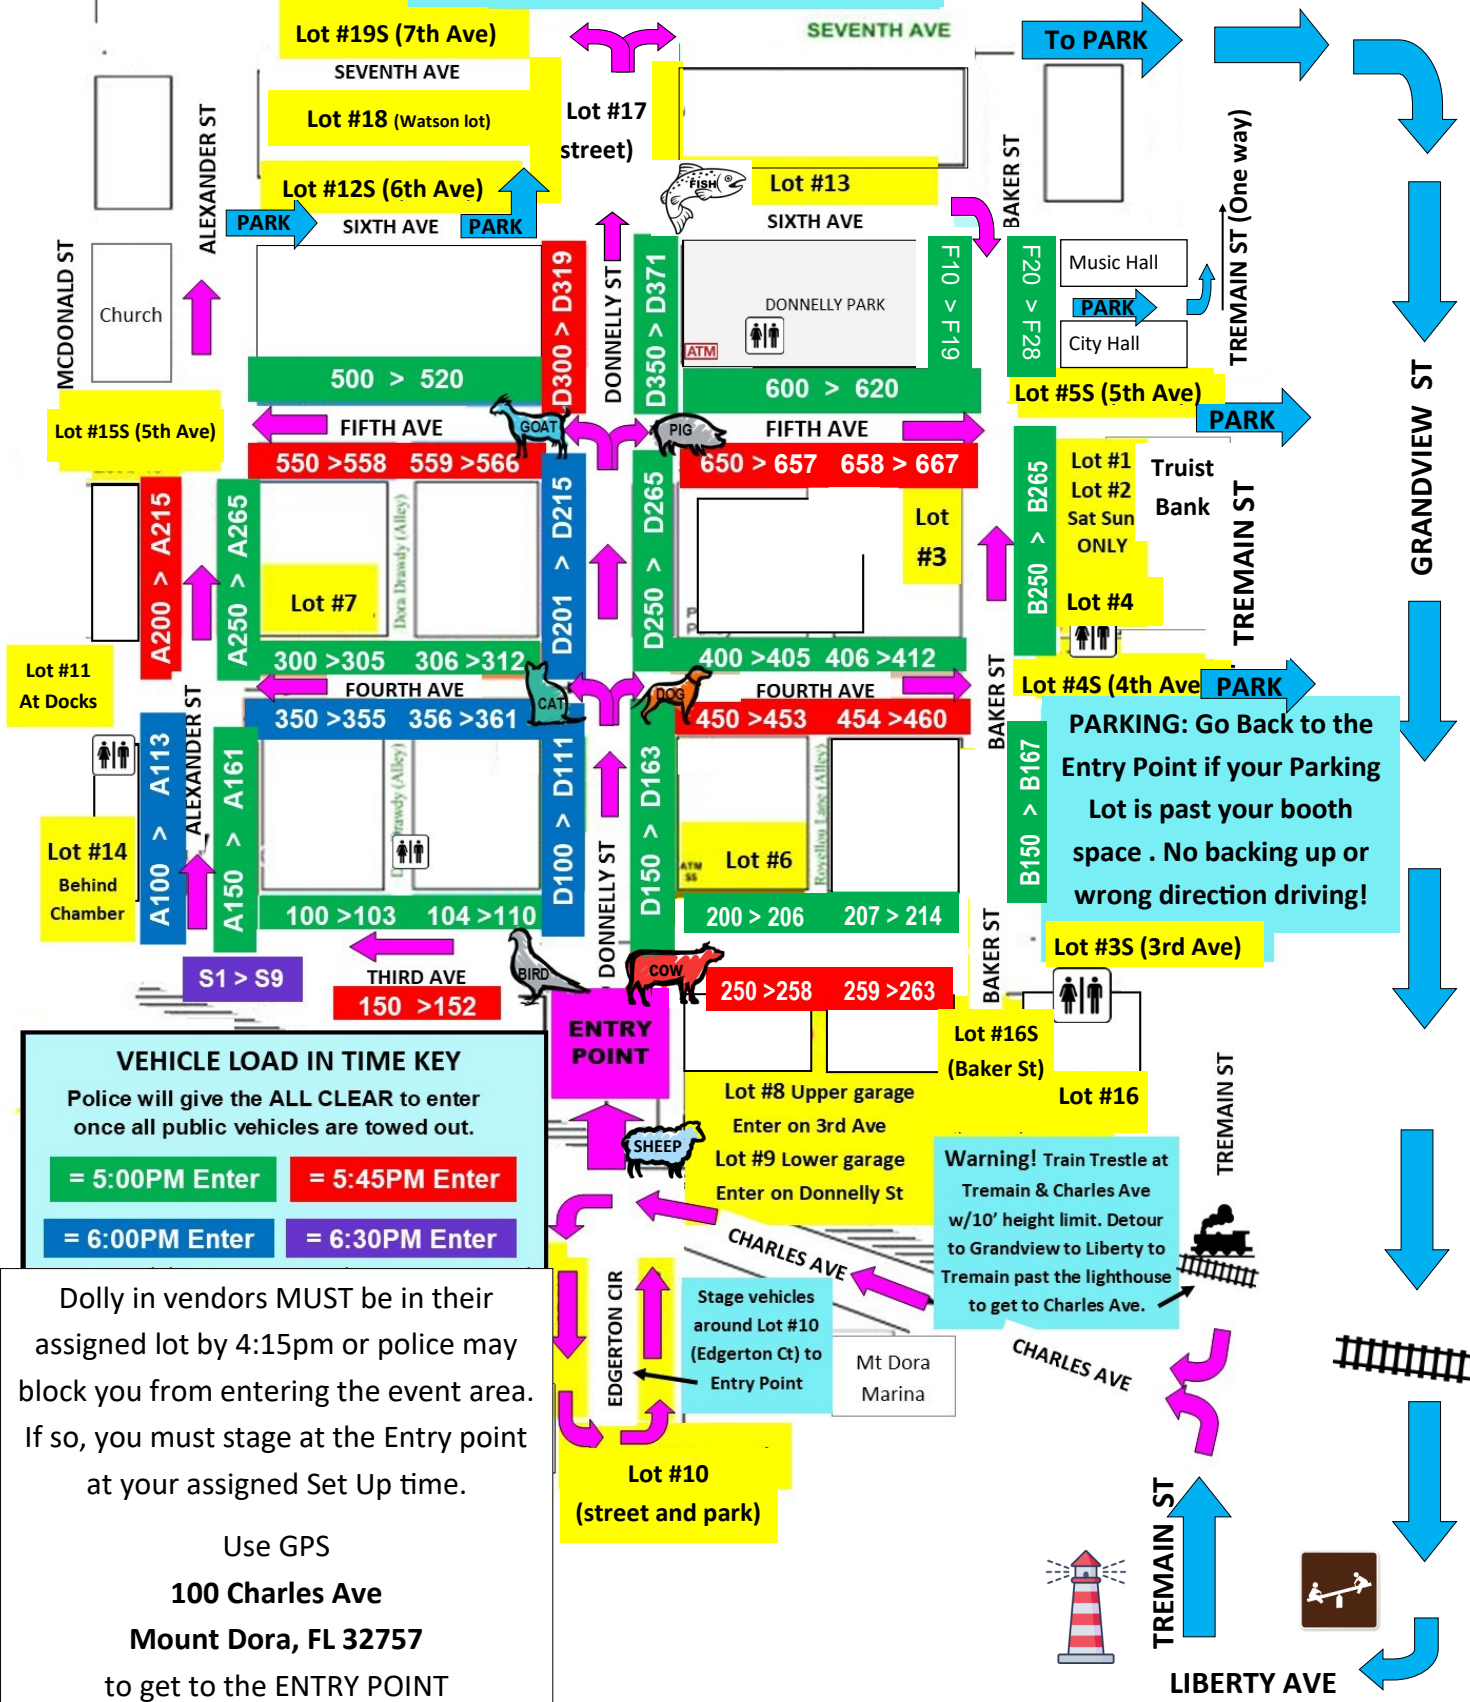 Lot #19S (7th Ave)
SEVENTH AVE
To PARK
SEVENTH AVE
Lot #18 (Watson lot)
Lot #17
street)
ALEXANDER ST
Lot #12S (6th Ave)
FISH
Lot #13
BAKER ST
TREMAIN ST (One way)
PARK
SIXTH AVE
PARK
SIXTH AVE
MCDONALD ST
Church
D300 > D319
DONNELLY ST
D350 > D371
DONNELLY PARK
ATM
F10 > F19
F20 > F28
Music Hall
PARK
City Hall
GRANDVIEW ST
500 > 520
600 > 620
Lot #5S (5th Ave)
PARK
Lot #15S (5th Ave)
FIFTH AVE
GOAT
PIG
FIFTH AVE
550 >558 559 >566
650 > 657 658 > 667
A200 > A215
A250 > A265
Dora Drawdy (Alley)
D201 > D215
D250 > D265
Lot
#3
B250 > B265
Lot #1
Lot #2
Sat Sun
ONLY
Truist
Bank
TREMAIN ST
Lot #7
Lot #4
Lot #11
At Docks
300 >305 306 >312
400 >405 406 >412
ALEXANDER ST
FOURTH AVE
CAT
DOG
FOURTH AVE
BAKER ST
Lot #4S (4th Ave
PARK
350 >355 356 >361
450 >453 454 >460
A100 > A113
A150 > A161
Drawdy (Alley)
D100 > D111
DONNELLY ST
D150 > D163
Lot #6
ATM
Royellou Lane (Alley)
B150 > B167
PARKING: Go Back to the
Entry Point if your Parking
Lot is past your booth
space . No backing up or
wrong direction driving!
Lot #14
Behind
Chamber
100 >103 104 >110
200 > 206 207 > 214
BAKER ST
Lot #3S (3rd Ave)
S1 > S9
THIRD AVE
BIRD
COW
150 >152
250 >258 259 >263
ENTRY
POINT
Lot #16S
(Baker St)
Lot #16
VEHICLE LOAD IN TIME KEY
Police will give the ALL CLEAR to enter
once all public vehicles are towed out.
= 5:00PM Enter
= 5:45PM Enter
= 6:00PM Enter
= 6:30PM Enter
Lot #8 Upper garage
Enter on 3rd Ave
Lot #9 Lower garage
Enter on Donnelly St
SHEEP
TREMAIN ST
Warning! Train Trestle at
Tremain & Charles Ave
w/10’ height limit. Detour
to Grandview to Liberty to
Tremain past the lighthouse
to get to Charles Ave.
CHARLES AVE
EDGERTON CIR
Stage vehicles
around Lot #10
(Edgerton Ct) to
Entry Point
Mt Dora
Marina
CHARLES AVE
Dolly in vendors MUST be in their
assigned lot by 4:15pm or police may
block you from entering the event area.
If so, you must stage at the Entry point
at your assigned Set Up time.
Use GPS
100 Charles Ave
Mount Dora, FL 32757
to get to the ENTRY POINT
Lot #10
(street and park)
TREMAIN ST
LIBERTY AVE